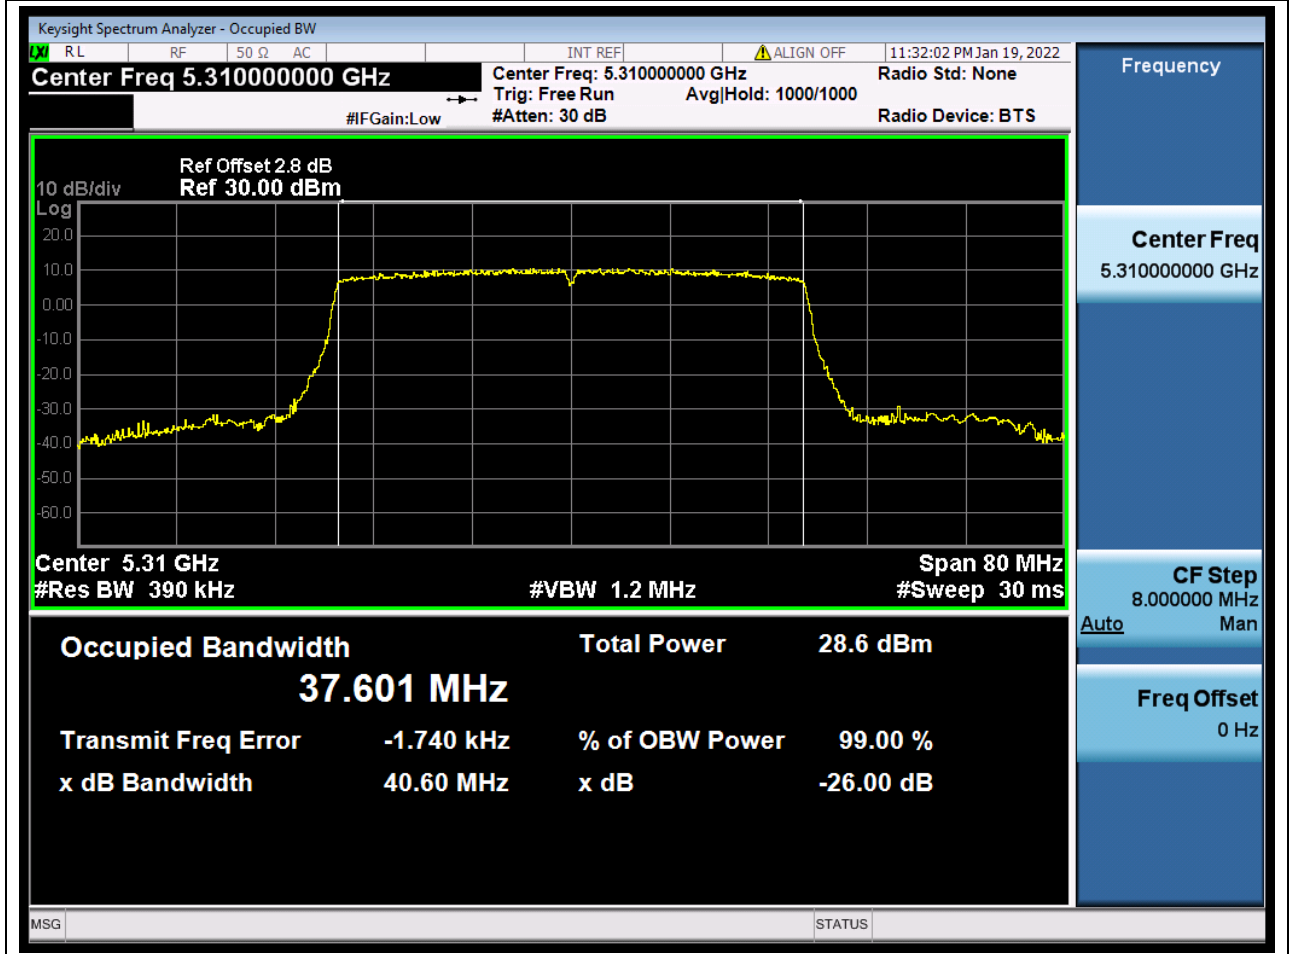 Keysight Spectrum Analyzer - Occupied BW
LXI RL RF 50 Ω AC INT REF ALIGN OFF 11:32:02 PM Jan 19, 2022
Center Freq 5.310000000 GHz
Center Freq: 5.310000000 GHz
Radio Std: None
Trig: Free Run Avg|Hold: 1000/1000
#IFGain:Low
#Atten: 30 dB
Radio Device: BTS
Frequency
Ref Offset 2.8 dB
10 dB/div Ref 30.00 dBm
Log
20.0
10.0
0.00
-10.0
-20.0
-30.0
-40.0
-50.0
-60.0
Center 5.31 GHz Span 80 MHz
#Res BW 390 kHz #VBW 1.2 MHz #Sweep 30 ms
Center Freq
5.310000000 GHz
CF Step
8.000000 MHz
Auto Man
Freq Offset
0 Hz
Occupied Bandwidth Total Power 28.6 dBm
37.601 MHz
Transmit Freq Error -1.740 kHz % of OBW Power 99.00 %
x dB Bandwidth 40.60 MHz x dB -26.00 dB
MSG STATUS